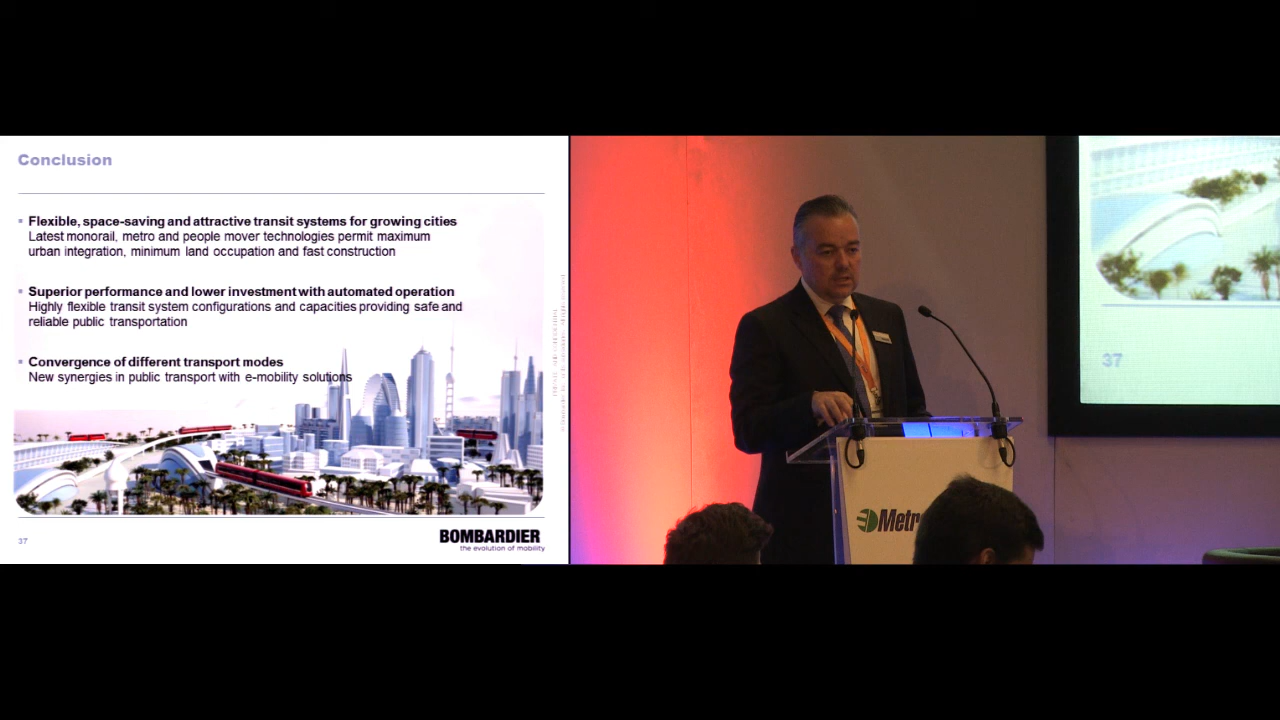 Conclusion
Flexible, space-saving and attractive transit systems for growing cities
Latest monorail, metro and people mover technologies permit maximum
urban integration, minimum land occupation and fast construction
Superior performance and lower investment with automated operation
Highly flexible transit system configurations and capacities providing safe and
reliable public transportation
Convergence of different transport modes
New synergies in public transport with e-mobility solutions
37
BOMBARDIER
the evolution of mobility
37
Metr